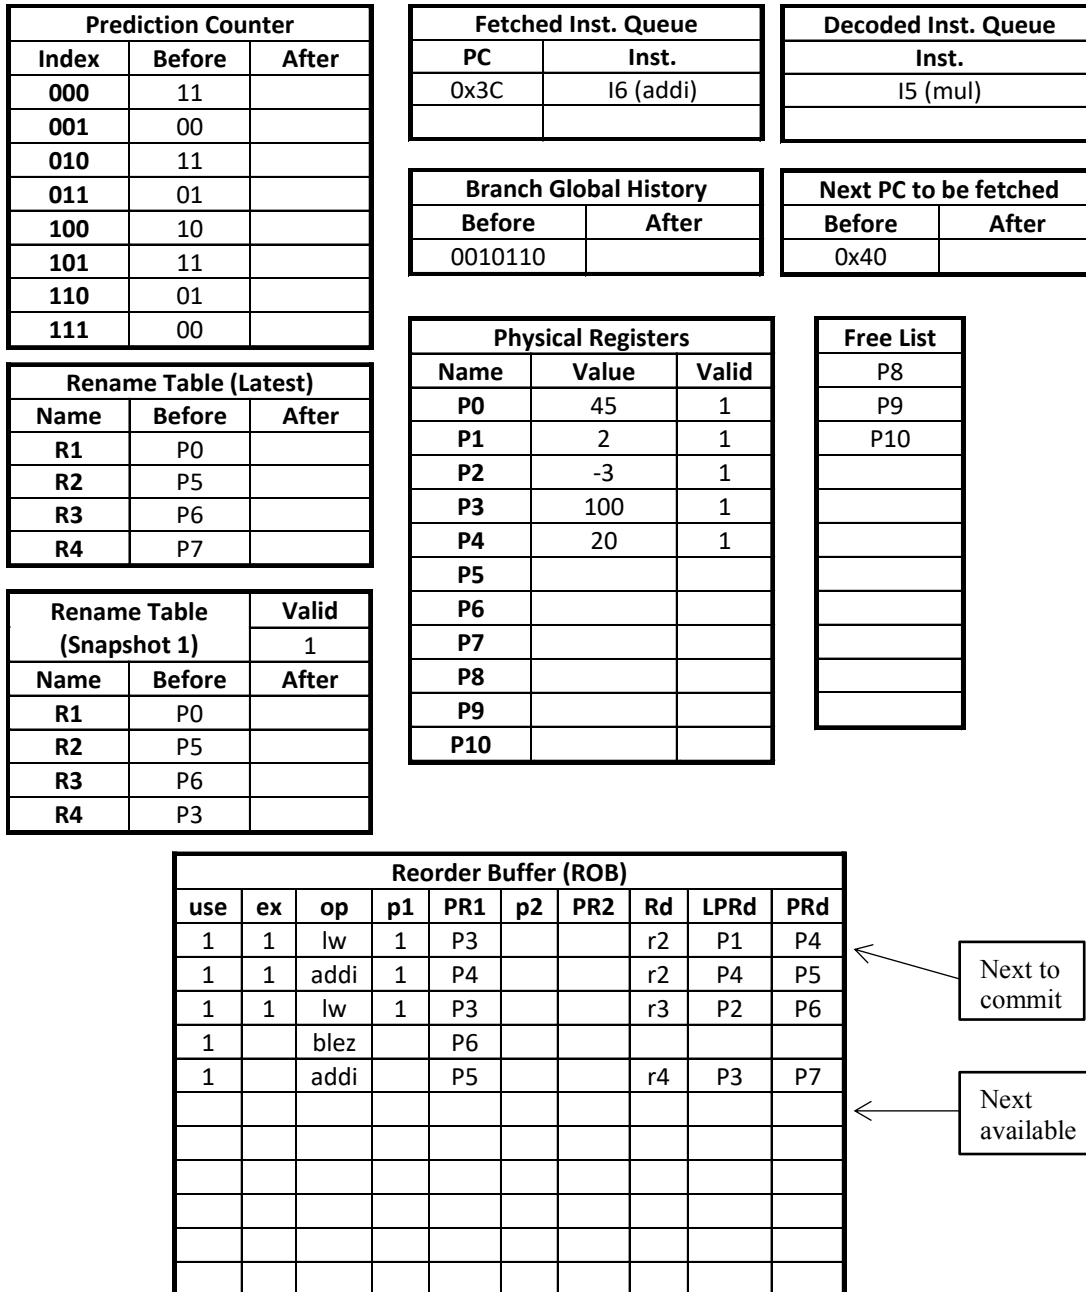 Prediction Counter
Index Before After
000 11
001 00
010 11
011 01
100 10
101 11
110 01
111 00
Fetched Inst. Queue
PC Inst.
0x3C I6 (addi)
Decoded Inst. Queue
Inst.
I5 (mul)
Branch Global History
Before After
0010110
Next PC to be fetched
Before After
0x40
Rename Table (Latest)
Name Before After
R1 P0
R2 P5
R3 P6
R4 P7
Physical Registers
Name Value Valid
P0 45 1
P1 2 1
P2 -3 1
P3 100 1
P4 20 1
P5
P6
P7
P8
P9
P10
Free List
P8
P9
P10
Rename Table Valid
(Snapshot 1) 1
Name Before After
R1 P0
R2 P5
R3 P6
R4 P3
Reorder Buffer (ROB)
use ex op p1 PR1 p2 PR2 Rd LPRd PRd
1 1 lw 1 P3 r2 P1 P4
1 1 addi 1 P4 r2 P4 P5
1 1 lw 1 P3 r3 P2 P6
1 blez P6
1 addi P5 r4 P3 P7
Next to
commit
Next
available